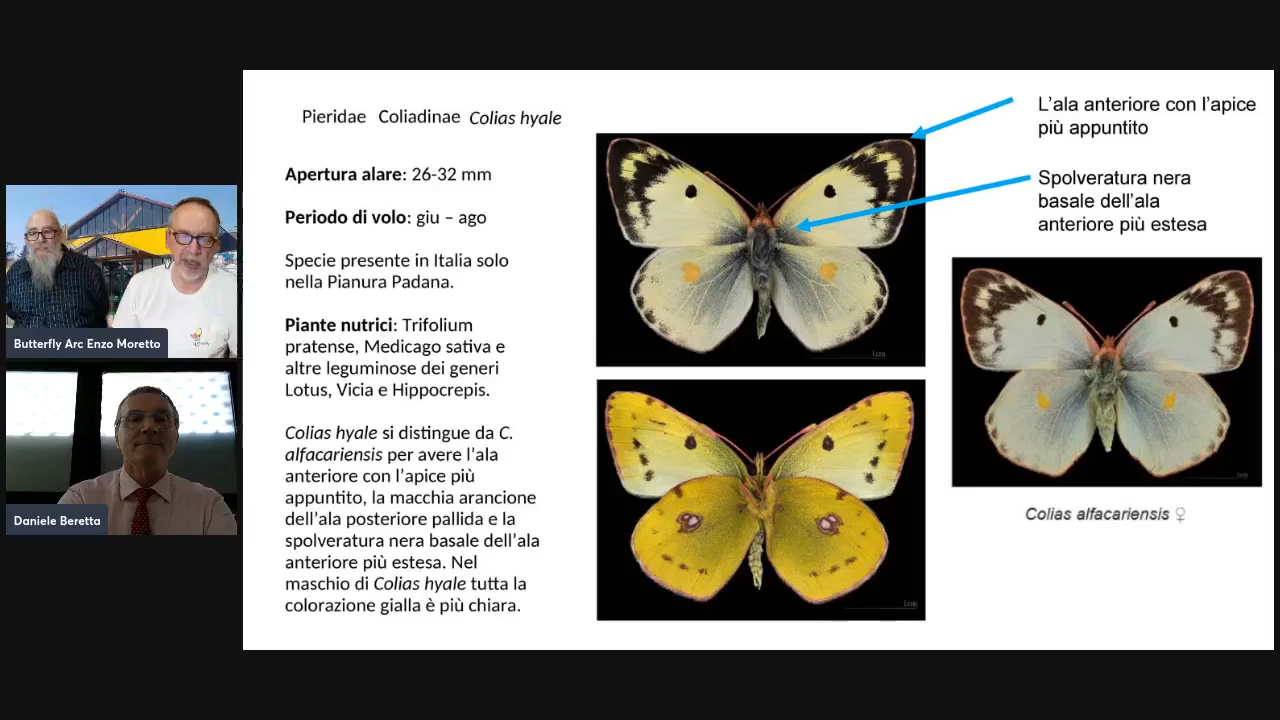 Pieridae Coliadinae Colias hyale
Apertura alare: 26-32 mm
Periodo di volo: giu – ago
Specie presente in Italia solo
nella Pianura Padana.
Piante nutrici: Trifolium
pratense, Medicago sativa e
altre leguminose dei generi
Lotus, Vicia e Hippocrepis.
Colias hyale si distingue da C.
alfacariensis per avere l’ala
anteriore con l’apice più
appuntito, la macchia arancione
dell’ala posteriore pallida e la
spolveratura nera basale dell’ala
anteriore più estesa. Nel
maschio di Colias hyale tutta la
colorazione gialla è più chiara.
L’ala anteriore con l’apice
più appuntito
Spolveratura nera
basale dell’ala
anteriore più estesa
1cm
1cm
1cm
Colias alfacariensis ♀
Butterfly Arc Enzo Moretto
Daniele Beretta